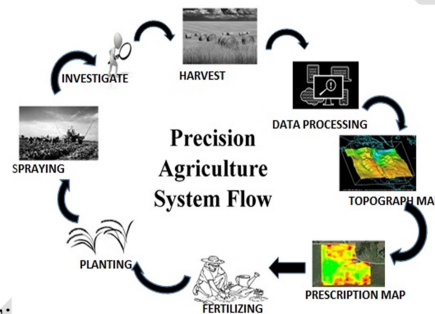 INVESTIGATE
HARVEST
DATA PROCESSING
TOPOGRAPH MA
PRESCRIPTION MAP
FERTILIZING
PLANTING
SPRAYING
Precision
Agriculture
System Flow